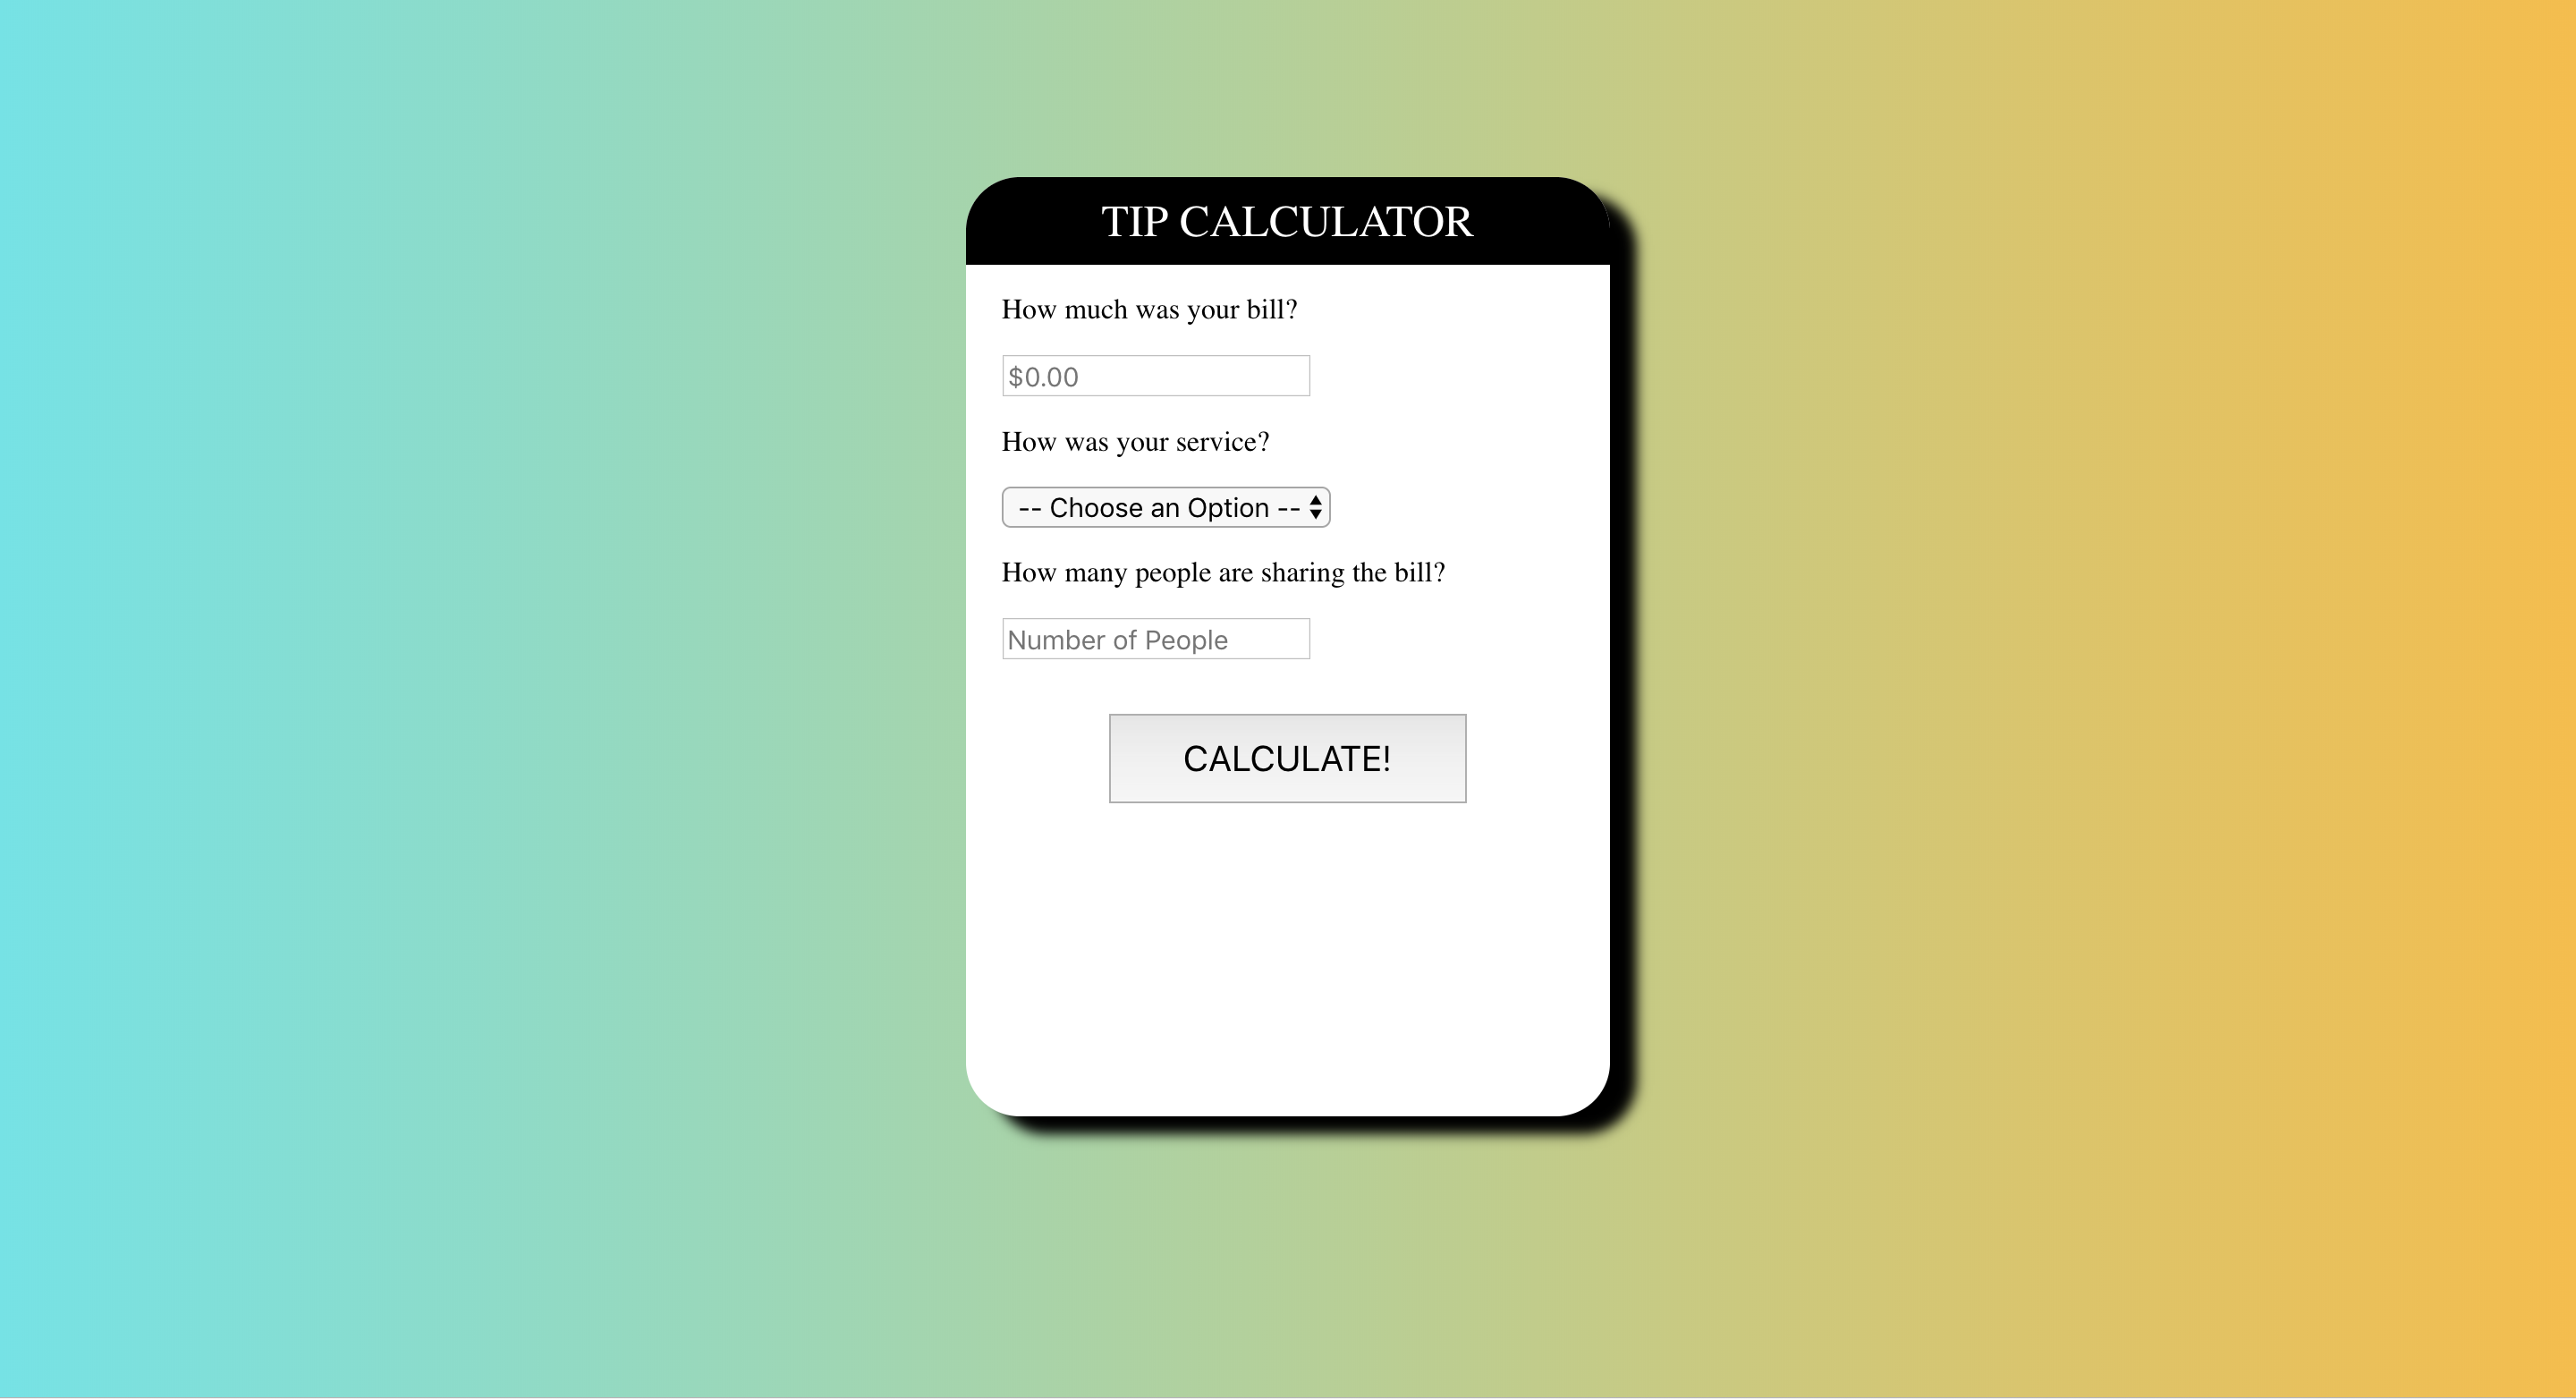 TIP CALCULATOR
How much was your bill?
$0.00
How was your service?
-- Choose an Option --
How many people are sharing the bill?
Number of People
CALCULATE!